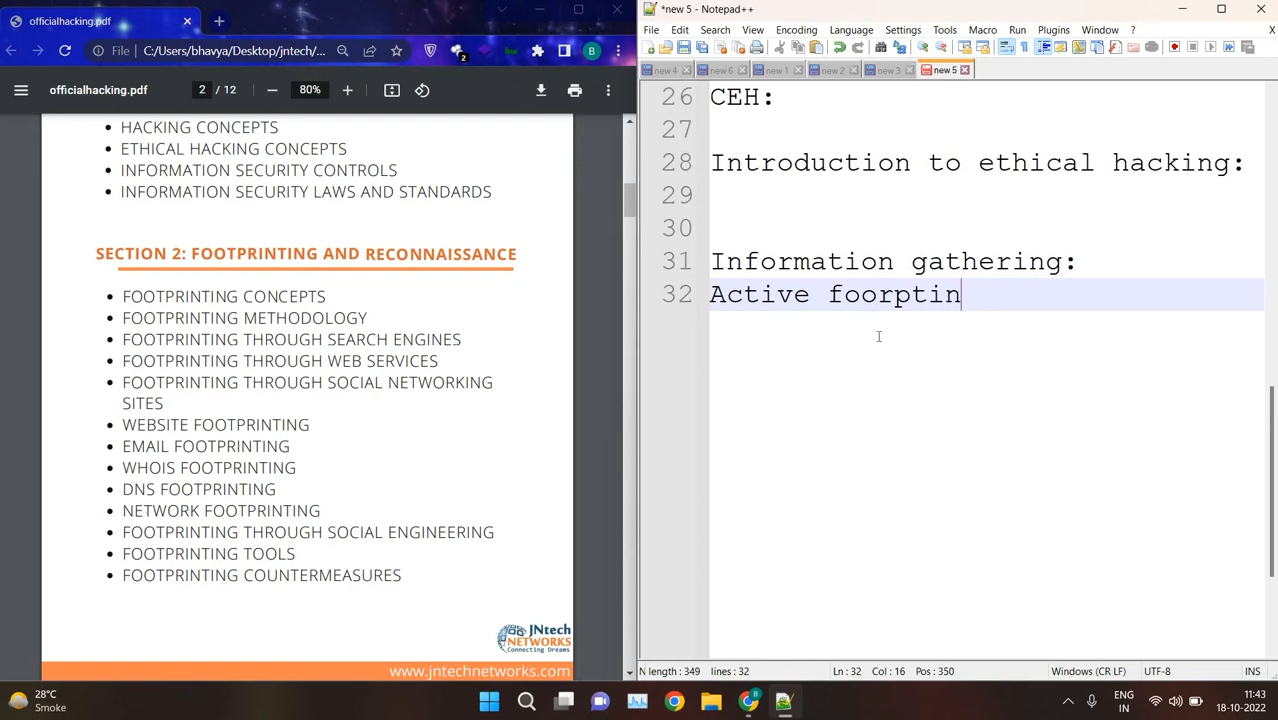 officialhacking.pdf
File
C:/Users/bhavya/Desktop/jntech/...
2
B
officialhacking.pdf
2 / 12
80%
HACKING CONCEPTS
ETHICAL HACKING CONCEPTS
INFORMATION SECURITY CONTROLS
INFORMATION SECURITY LAWS AND STANDARDS
SECTION 2: FOOTPRINTING AND RECONNAISSANCE
FOOTPRINTING CONCEPTS
FOOTPRINTING METHODOLOGY
FOOTPRINTING THROUGH SEARCH ENGINES
FOOTPRINTING THROUGH WEB SERVICES
FOOTPRINTING THROUGH SOCIAL NETWORKING
SITES
WEBSITE FOOTPRINTING
EMAIL FOOTPRINTING
WHOIS FOOTPRINTING
DNS FOOTPRINTING
NETWORK FOOTPRINTING
FOOTPRINTING THROUGH SOCIAL ENGINEERING
FOOTPRINTING TOOLS
FOOTPRINTING COUNTERMEASURES
JNtech
NETWORKS
Connecting Dreams
www.jntechnetworks.com
*new 5 - Notepad++
File Edit Search View Encoding Language Settings Tools Macro Run Plugins Window ?
new 4 new 6 new 1 new 2 new 3 new 5
26 CEH:
27
28 Introduction to ethical hacking:
29
30
31 Information gathering:
32 Active foorptin
N length : 349 lines : 32 Ln : 32 Col : 16 Pos : 350 Windows (CR LF) UTF-8 INS
28°C
Smoke
ENG
IN
11:43
18-10-2022